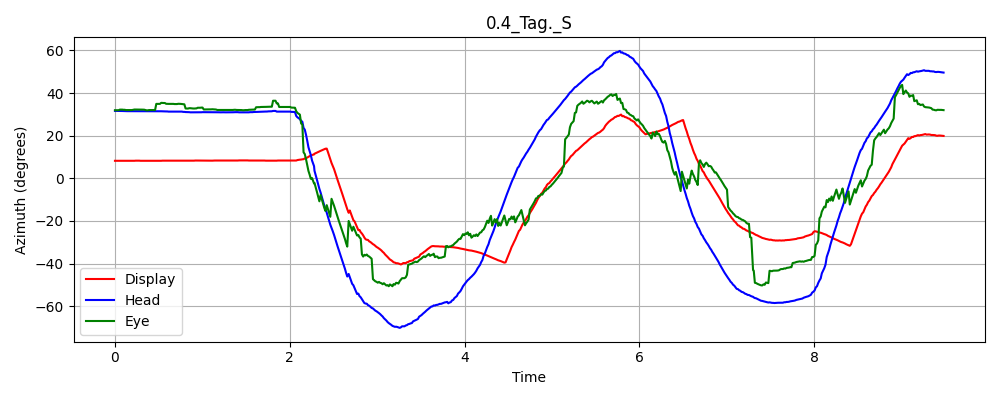 0.4_Tag._S
Azimuth (degrees)
60
40
20
0
−20
−40
−60
Display
Head
Eye
0 2 4 6 8
Time